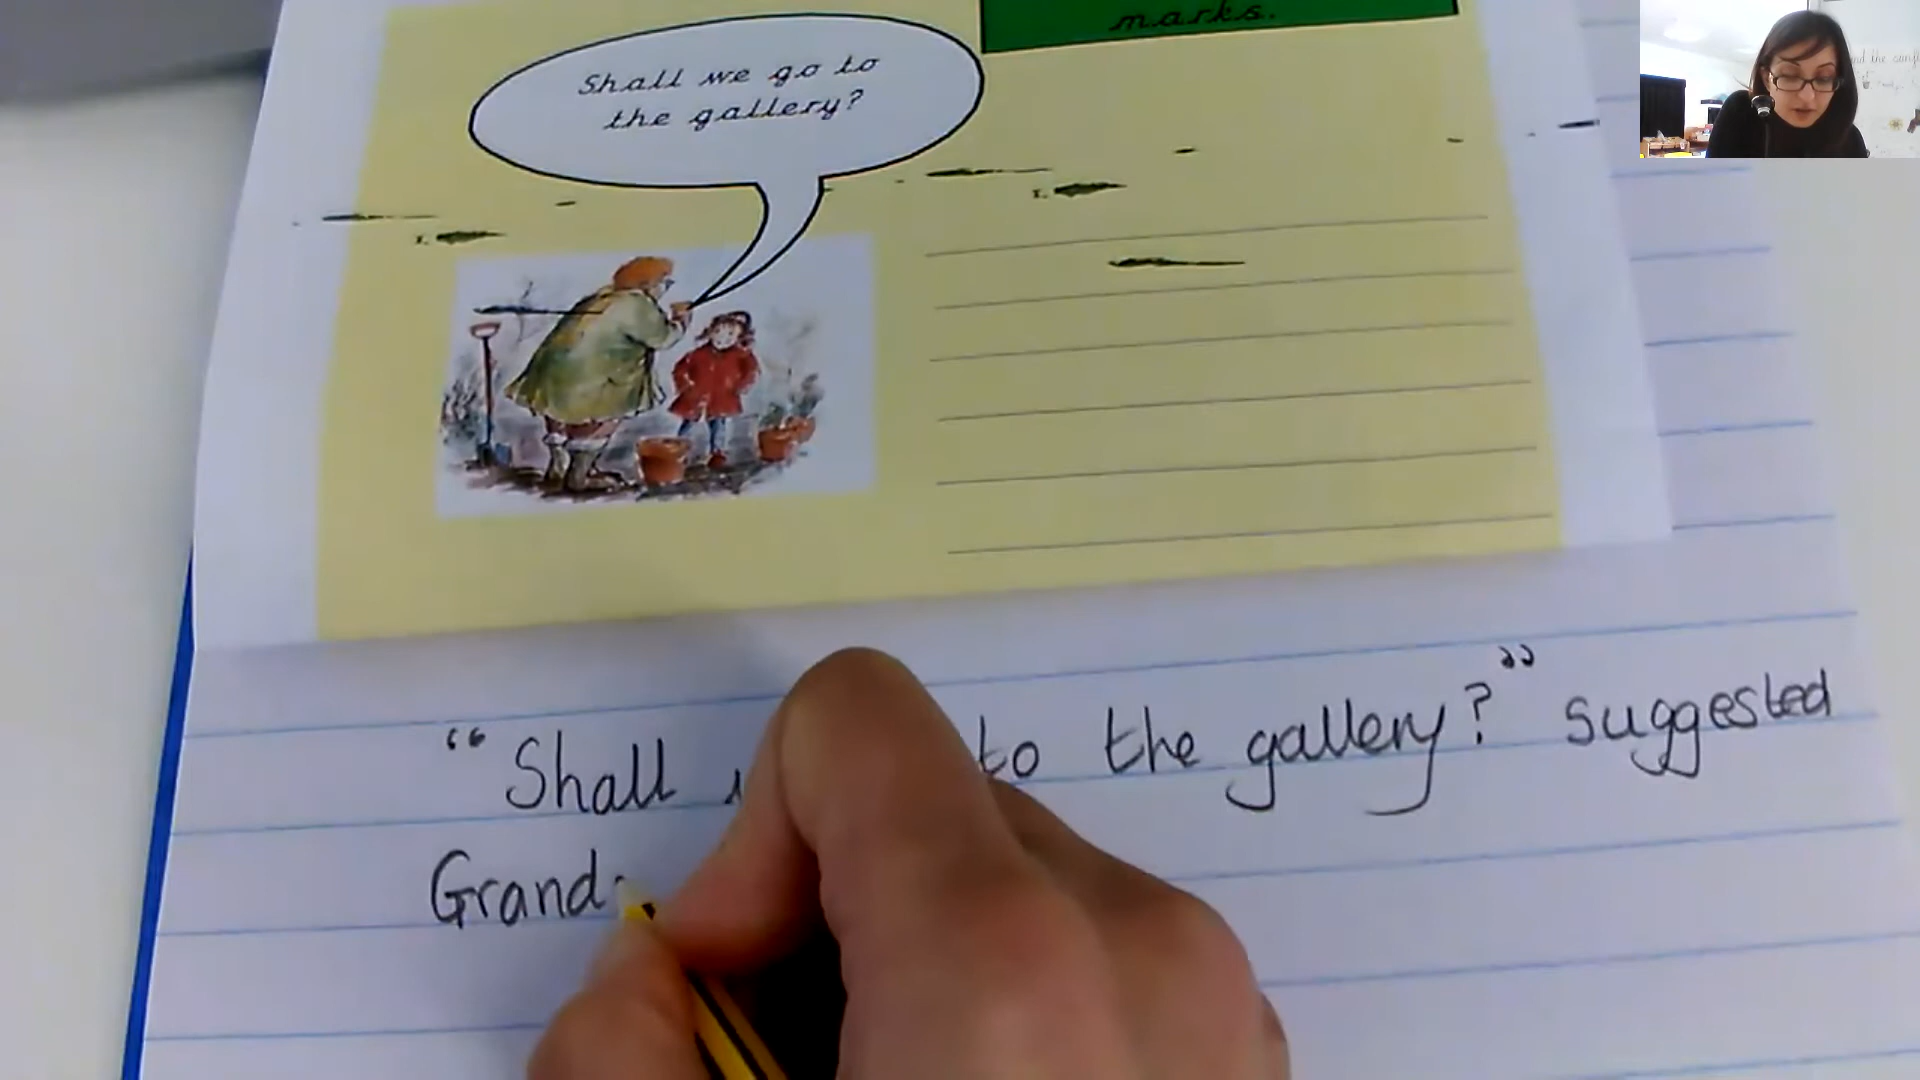 marks.
Shall we go to
the gallery?
“Shall to the gallery?” suggested
Grand